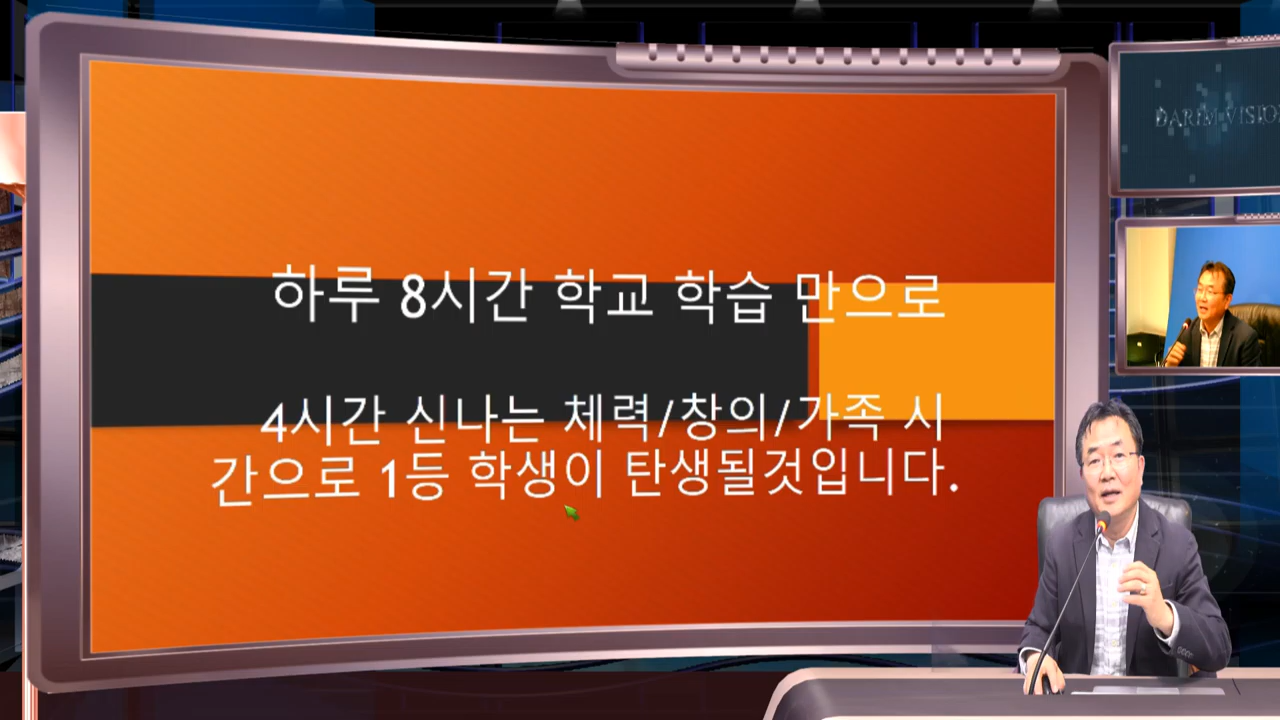 하루 8시간 학교 학습 만으로
4시간 신나는 체력/창의/가족 시
간으로 1등 학생이 탄생될것입니다.
DARIM VISIO